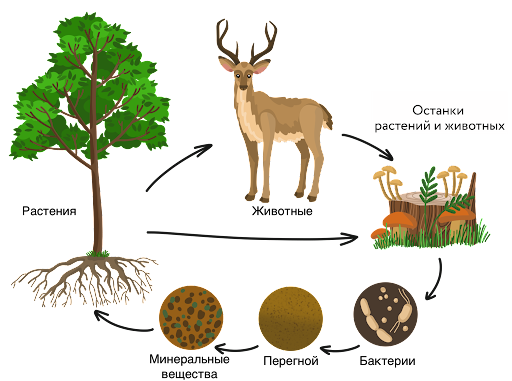 Останки
растений и животных
Растения
Животные
Минеральные
вещества
Перегной
Бактерии